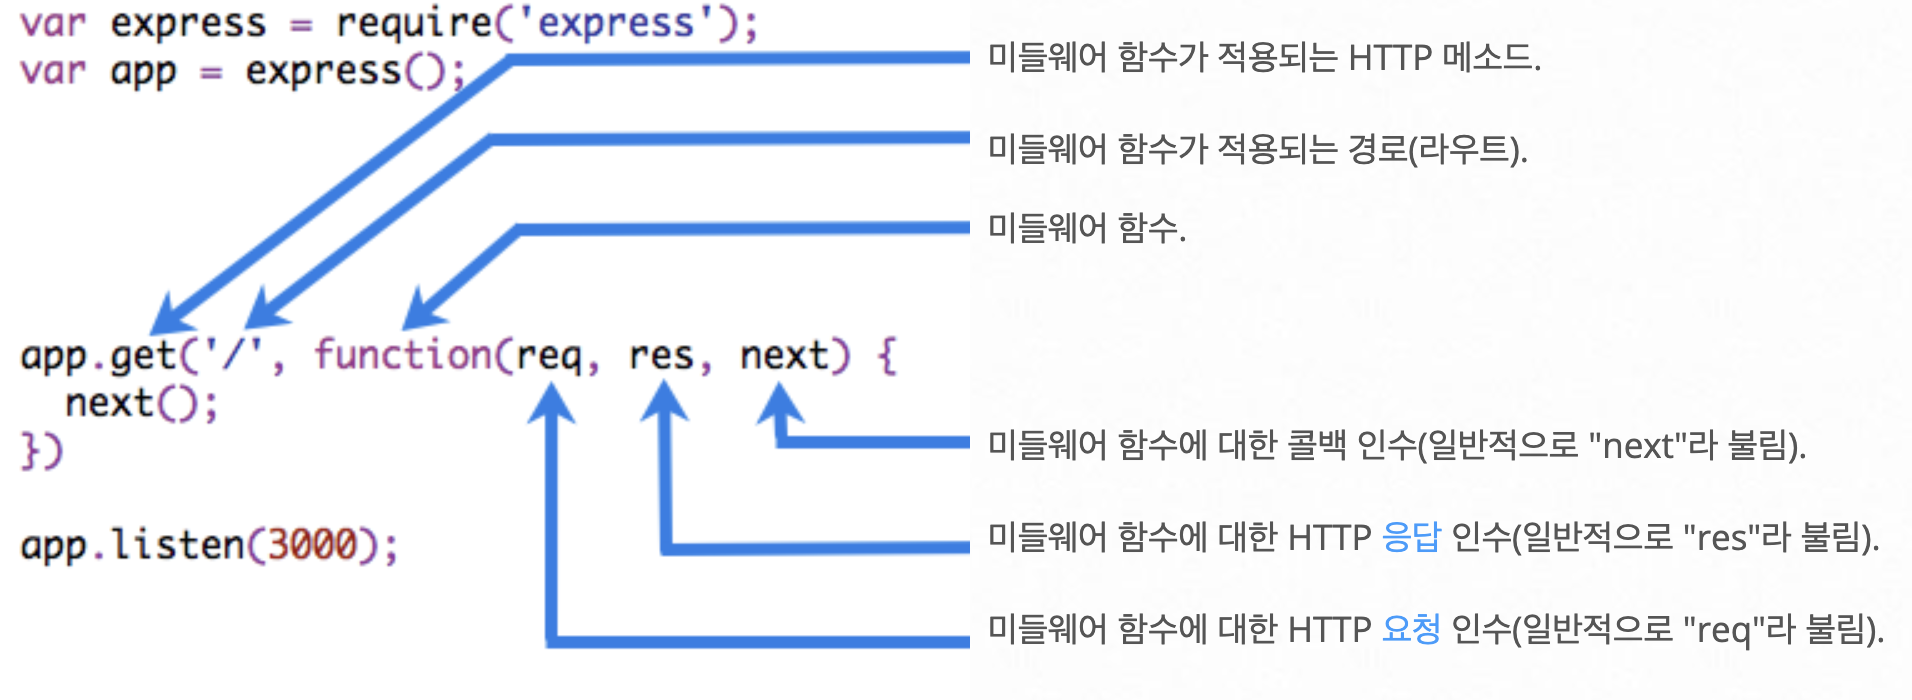 var express = require('express');
var app = express();
미들웨어 함수가 적용되는 HTTP 메소드.
미들웨어 함수가 적용되는 경로(라우트).
미들웨어 함수.
app.get('/', function(req, res, next) {
  next();
})
app.listen(3000);
미들웨어 함수에 대한 콜백 인수(일반적으로 "next"라 불림).
미들웨어 함수에 대한 HTTP 응답 인수(일반적으로 "res"라 불림).
미들웨어 함수에 대한 HTTP 요청 인수(일반적으로 "req"라 불림).